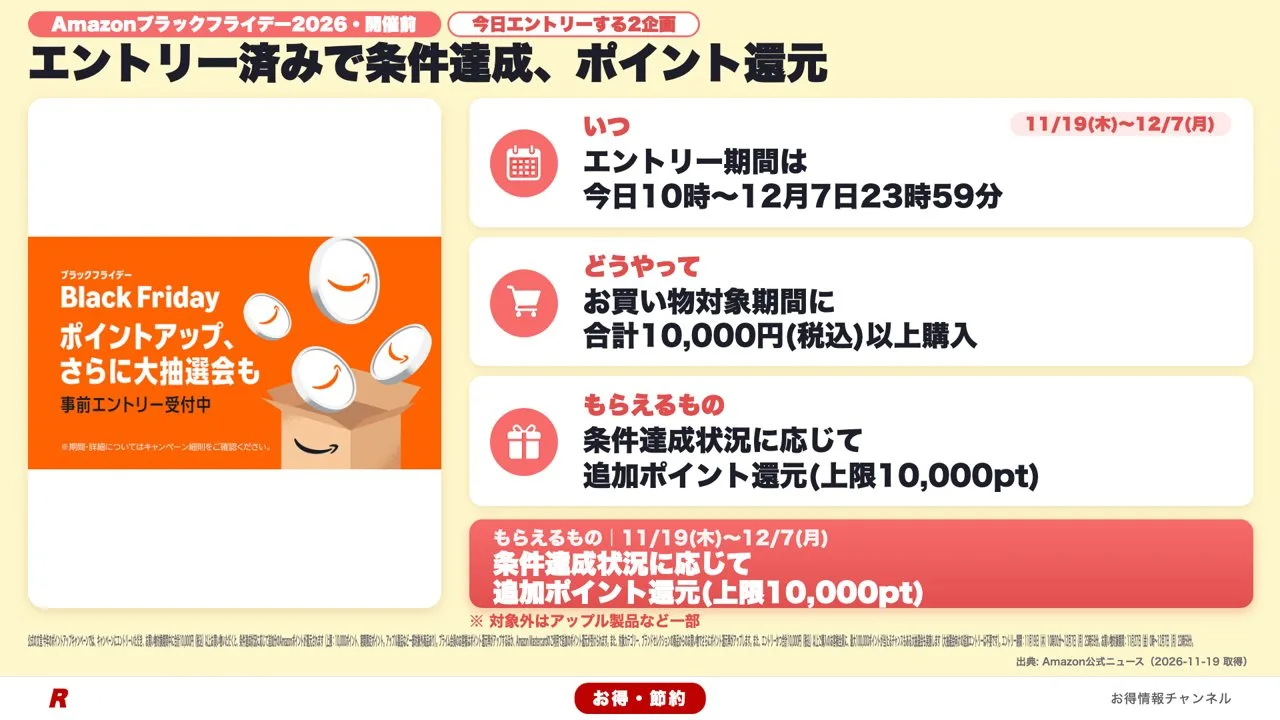 Amazonブラックフライデー2026・開催前
今日エントリーする2企画
エントリー済みで条件達成、ポイント還元
ブラックフライデー
Black Friday
ポイントアップ、
さらに大抽選会も
事前エントリー受付中
※期間・詳細についてはキャンペーン細則をご確認ください。
いつ
11/19(木)〜12/7(月)
エントリー期間は
今日10時〜12月7日23時59分
どうやって
お買い物対象期間に
合計10,000円(税込)以上購入
もらえるもの
条件達成状況に応じて
追加ポイント還元(上限10,000pt)
もらえるもの｜11/19(木)〜12/7(月)
条件達成状況に応じて
追加ポイント還元(上限10,000pt)
※ 対象外はアップル製品など一部
出典: Amazon公式ニュース（2026-11-19 取得）
R
お得・節約
お得情報チャンネル